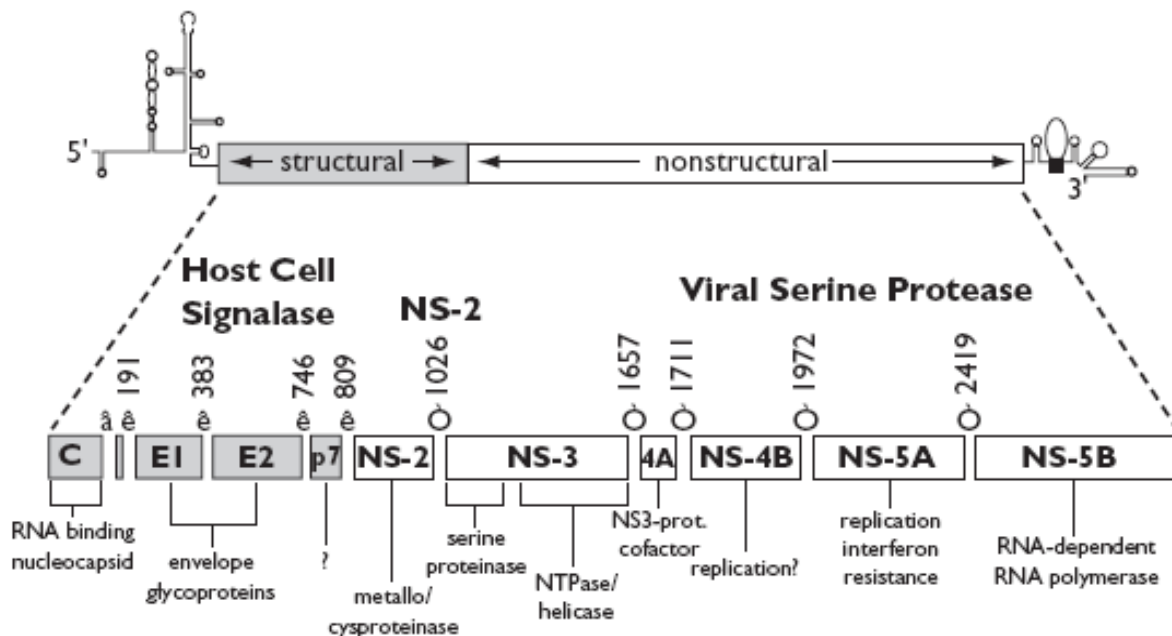 5'
structural
nonstructural
3'
Host Cell
Signalase
NS-2
Viral Serine Protease
â
ê 191
ê 383
ê 746
ê 809
1026
1657
1711
1972
2419
C
E1
E2
p7
NS-2
NS-3
4A
NS-4B
NS-5A
NS-5B
RNA binding
nucleocapsid
envelope
glycoproteins
?
metallo/
cysproteinase
serine
proteinase
NTPase/
helicase
NS3-prot.
cofactor
replication?
replication
interferon
resistance
RNA-dependent
RNA polymerase